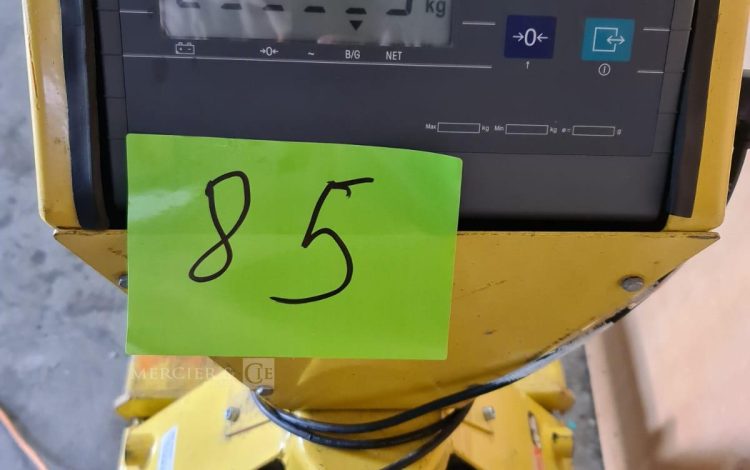 kg
→0← ~ B/G NET
→0←
Max kg Min kg e = g
85
MERCIER & CIE